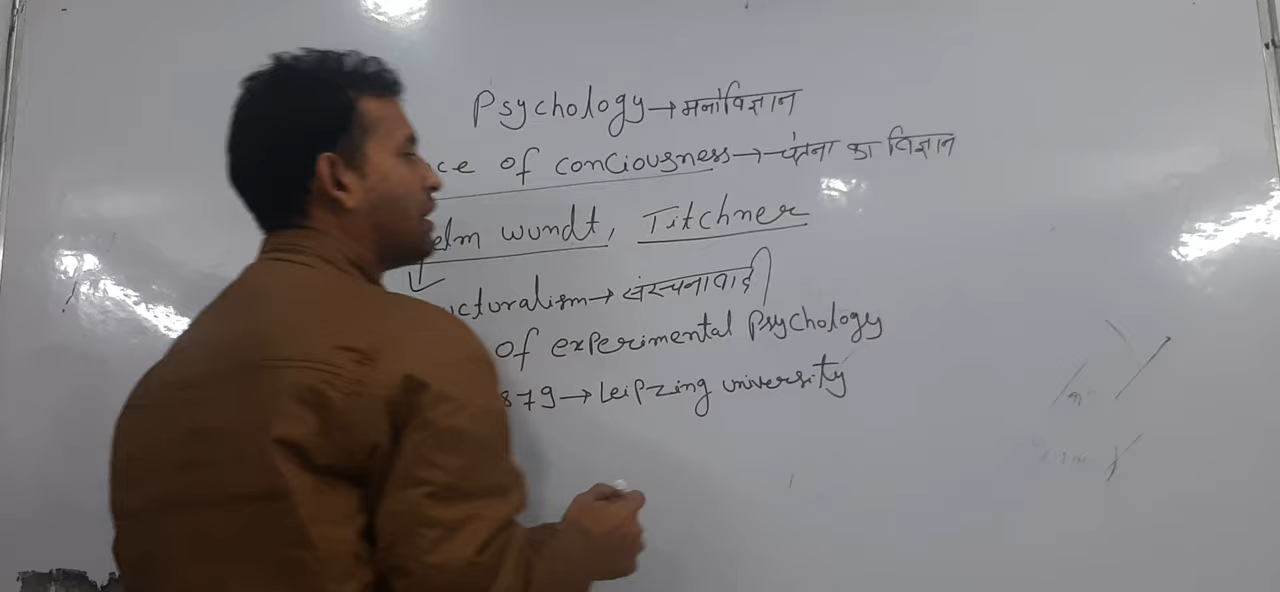 Psychology→मनोविज्ञान
ce of conciousness→चेतना का विज्ञान
elm wundt, Titchner
ucturalism→संरचनावादी
of experimental Psychology
879→Leipzing university